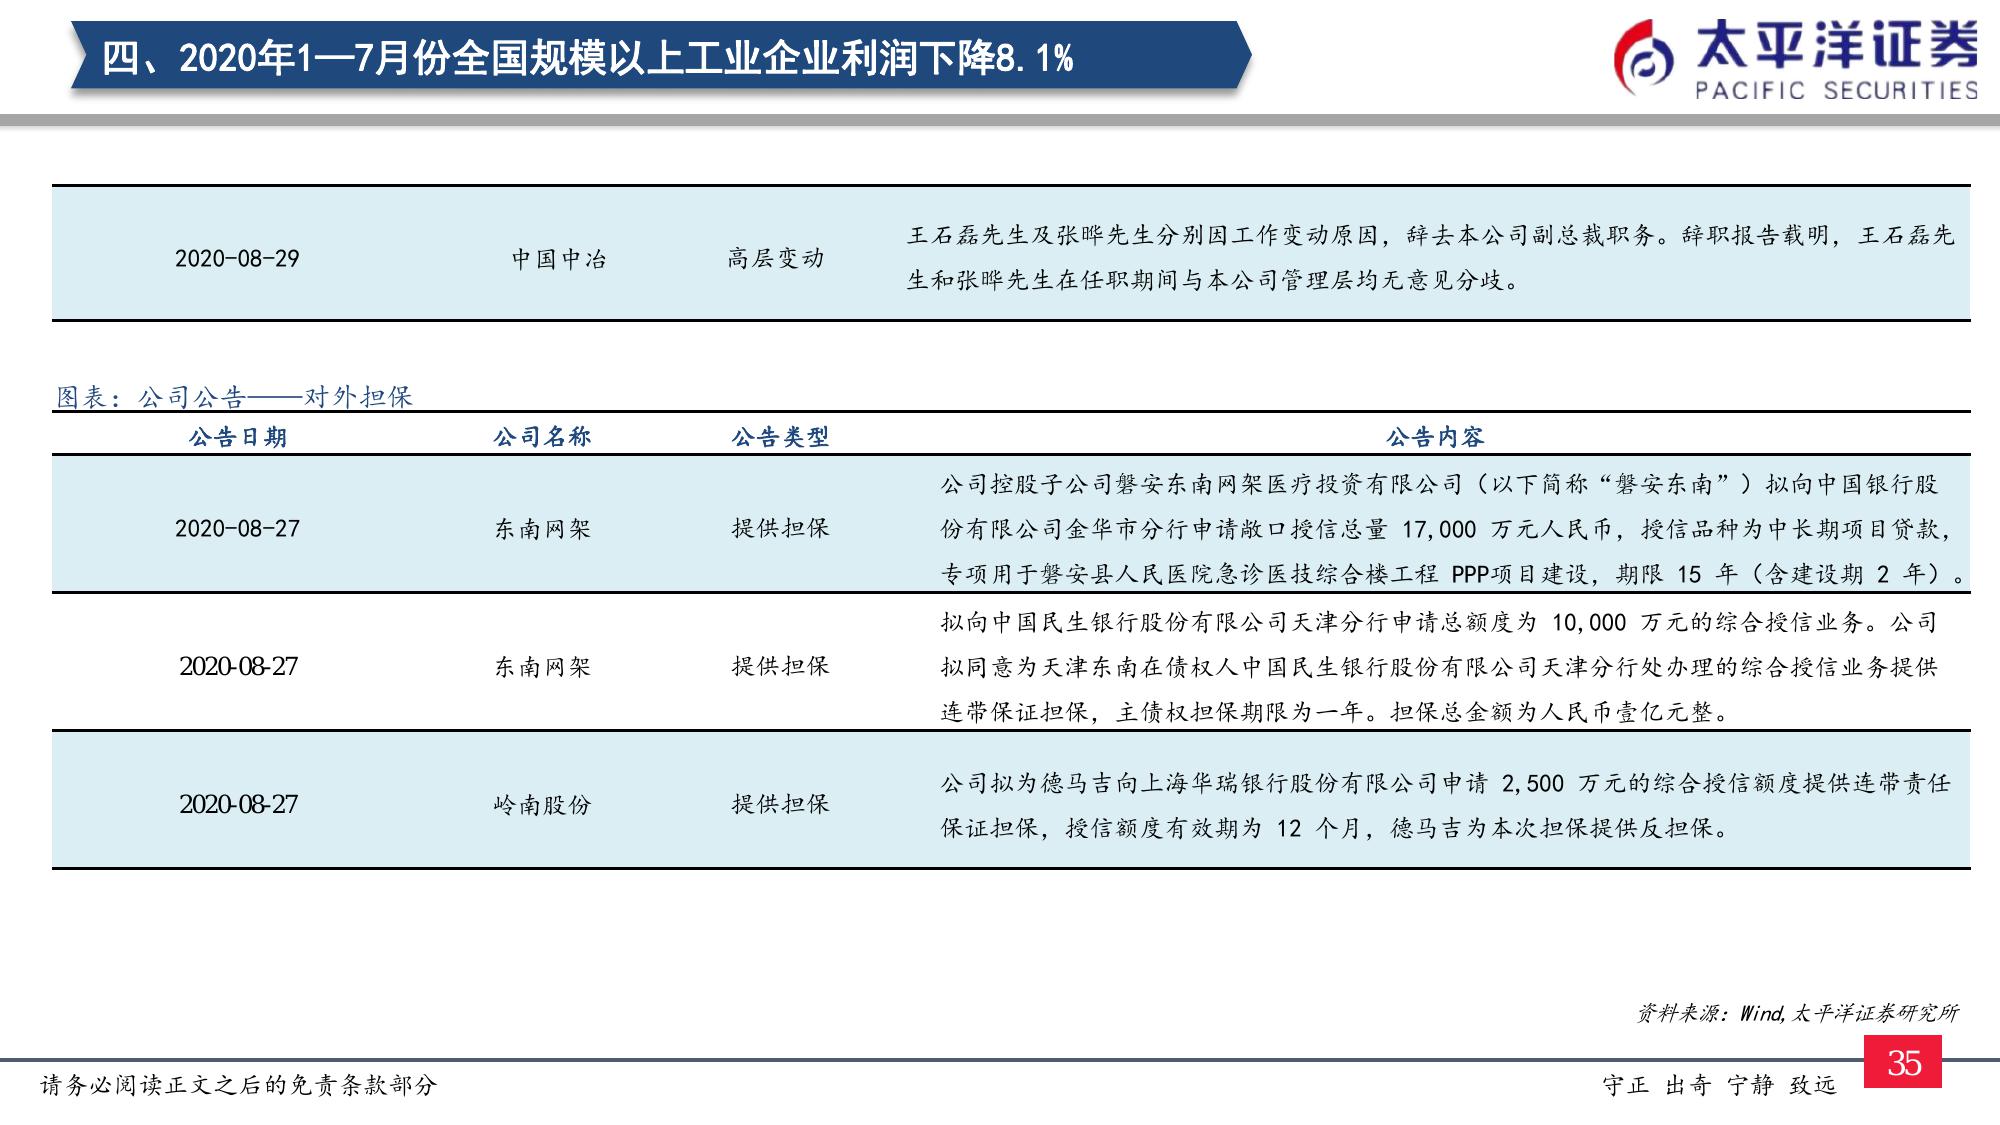 四、2020年1—7月份全国规模以上工业企业利润下降8.1%
太平洋证券
PACIFIC SECURITIES
2020-08-29 中国中冶 高层变动 王石磊先生及张晔先生分别因工作变动原因，辞去本公司副总裁职务。辞职报告载明，王石磊先
生和张晔先生在任职期间与本公司管理层均无意见分歧。
图表：公司公告——对外担保
公告日期 公司名称 公告类型 公告内容
公司控股子公司磐安东南网架医疗投资有限公司（以下简称“磐安东南”）拟向中国银行股
2020-08-27 东南网架 提供担保 份有限公司金华市分行申请敞口授信总量 17,000 万元人民币，授信品种为中长期项目贷款，
专项用于磐安县人民医院急诊医技综合楼工程 PPP项目建设，期限 15 年（含建设期 2 年）。
拟向中国民生银行股份有限公司天津分行申请总额度为 10,000 万元的综合授信业务。公司
2020-08-27 东南网架 提供担保 拟同意为天津东南在债权人中国民生银行股份有限公司天津分行处办理的综合授信业务提供
连带保证担保，主债权担保期限为一年。担保总金额为人民币壹亿元整。
2020-08-27 岭南股份 提供担保 公司拟为德马吉向上海华瑞银行股份有限公司申请 2,500 万元的综合授信额度提供连带责任
保证担保，授信额度有效期为 12 个月，德马吉为本次担保提供反担保。
资料来源：Wind,太平洋证券研究所
请务必阅读正文之后的免责条款部分
守正 出奇 宁静 致远
35